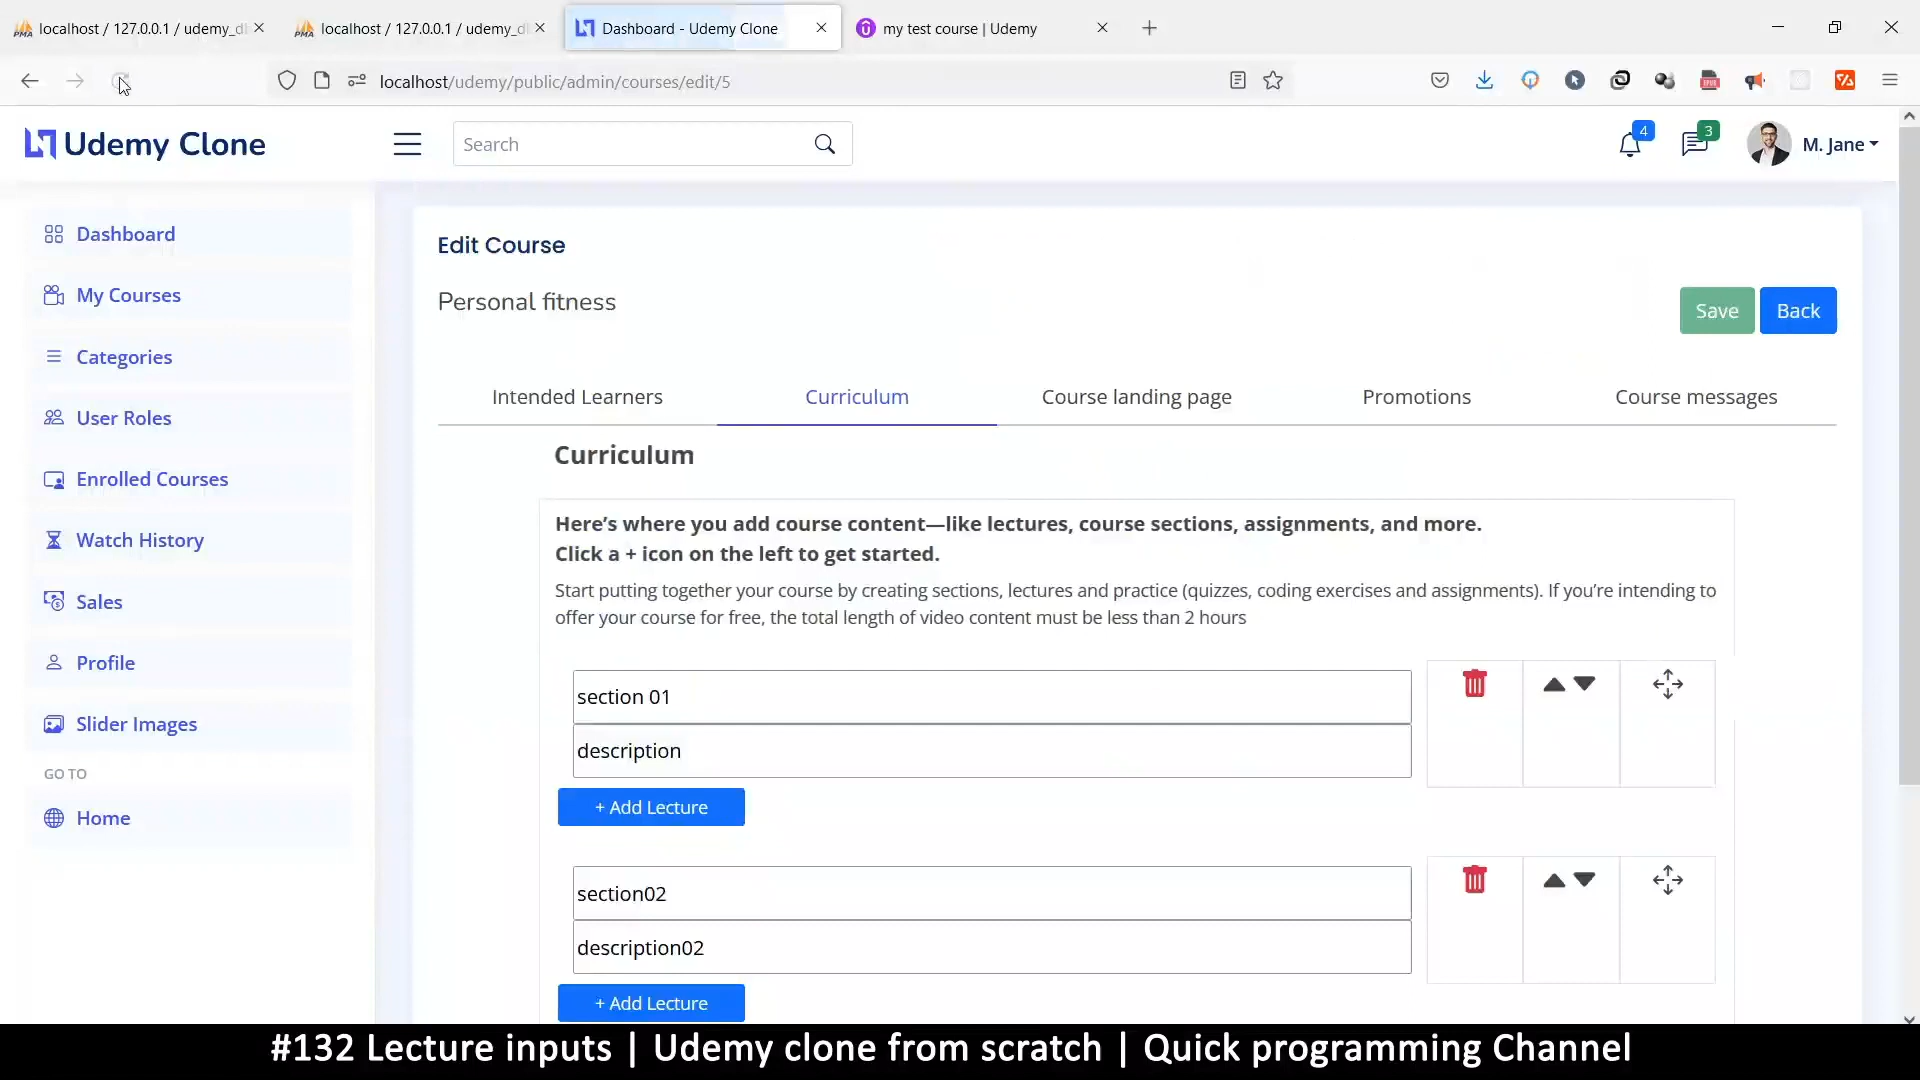 localhost / 127.0.0.1 / udemy_d
localhost / 127.0.0.1 / udemy_d
Dashboard - Udemy Clone
my test course | Udemy
localhost/udemy/public/admin/courses/edit/5
Udemy Clone
Search
4
3
M. Jane
Dashboard
My Courses
Categories
User Roles
Enrolled Courses
Watch History
Sales
Profile
Slider Images
GO TO
Home
Edit Course
Personal fitness
Save
Back
Intended Learners
Curriculum
Course landing page
Promotions
Course messages
Curriculum
Here’s where you add course content—like lectures, course sections, assignments, and more.
Click a + icon on the left to get started.
Start putting together your course by creating sections, lectures and practice (quizzes, coding exercises and assignments). If you’re intending to
offer your course for free, the total length of video content must be less than 2 hours
section 01
description
+ Add Lecture
section02
description02
+ Add Lecture
#132 Lecture inputs | Udemy clone from scratch | Quick programming Channel